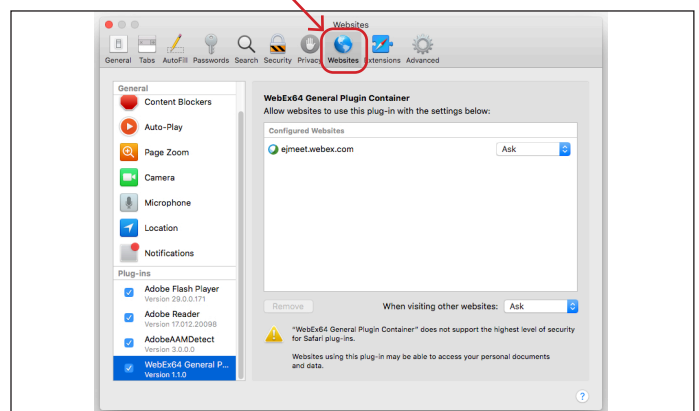 Websites
General Tabs AutoFill Passwords Search Security Privacy Websites Extensions Advanced
General
Content Blockers
Auto-Play
Page Zoom
Camera
Microphone
Location
Notifications
Plug-ins
Adobe Flash Player
Version 29.0.0.171
Adobe Reader
Version 17.012.20098
AdobeAAMDetect
Version 3.0.0.0
WebEx64 General P...
Version 1.1.0
WebEx64 General Plugin Container
Allow websites to use this plug-in with the settings below:
Configured Websites
ejmeet.webex.com Ask
Remove When visiting other websites: Ask
"WebEx64 General Plugin Container" does not support the highest level of security
for Safari plug-ins.
Websites using this plug-in may be able to access your personal documents
and data.
?